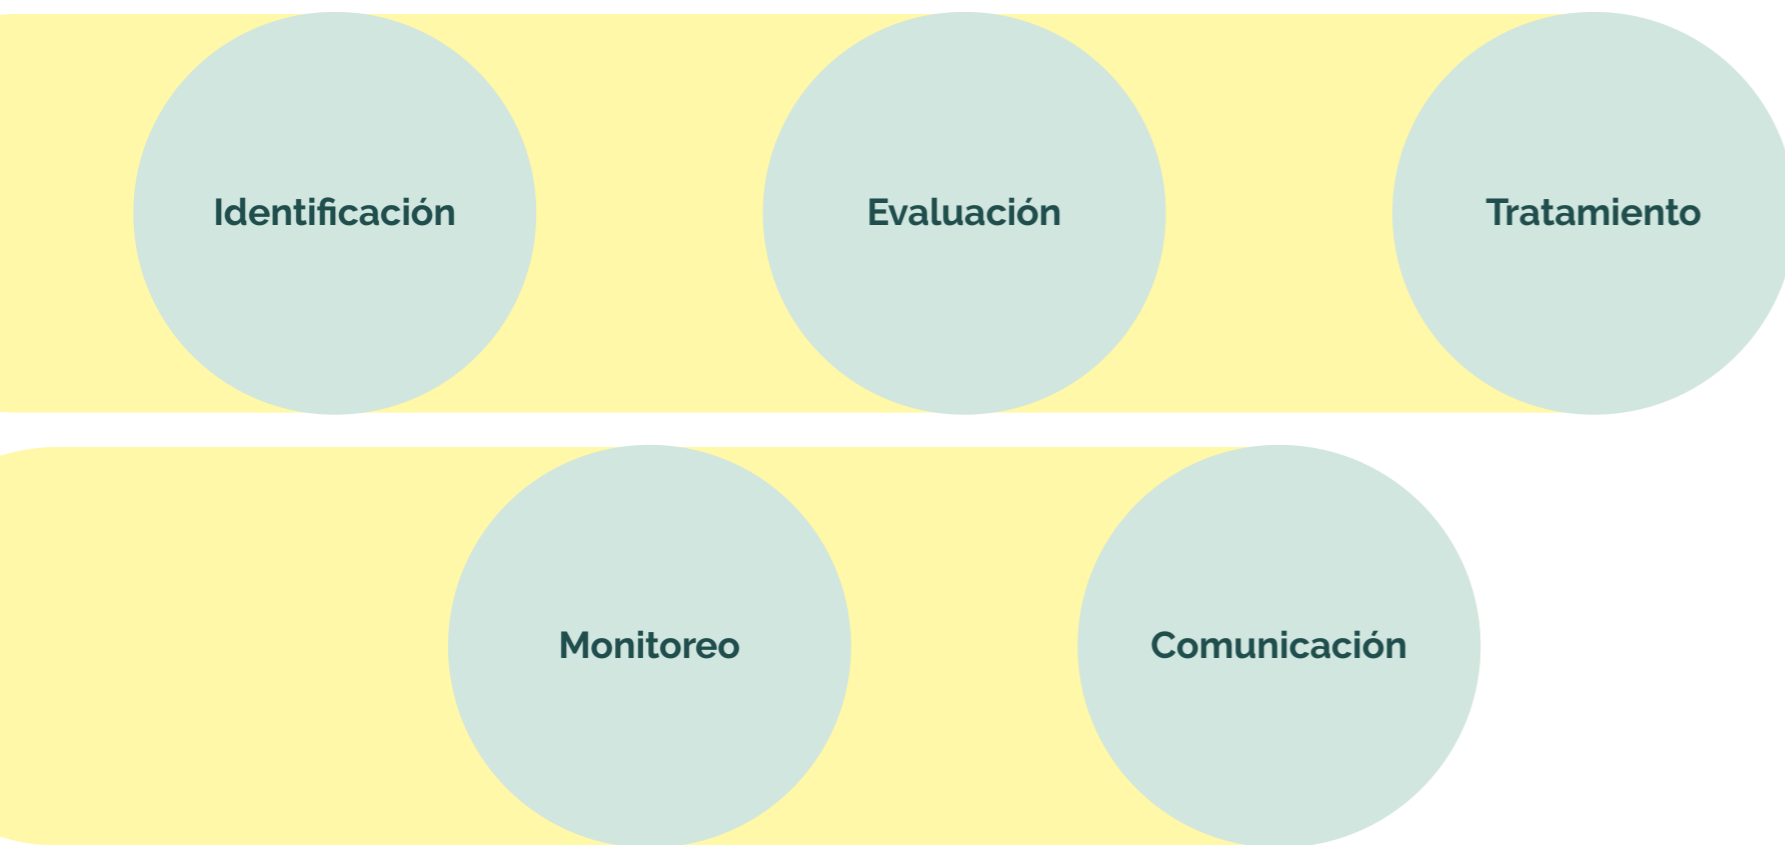 Identificación
Evaluación
Tratamiento
Monitoreo
Comunicación